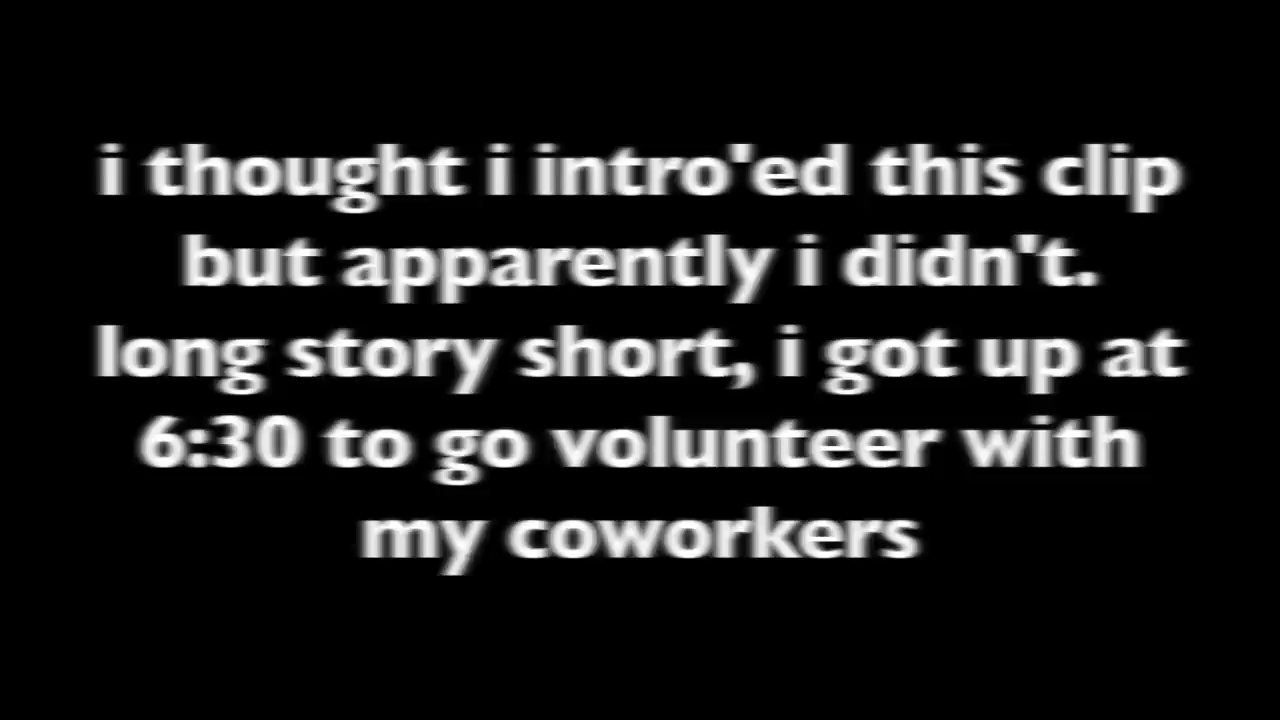 i thought i intro'ed this clip
but apparently i didn't.
long story short, i got up at
6:30 to go volunteer with
my coworkers